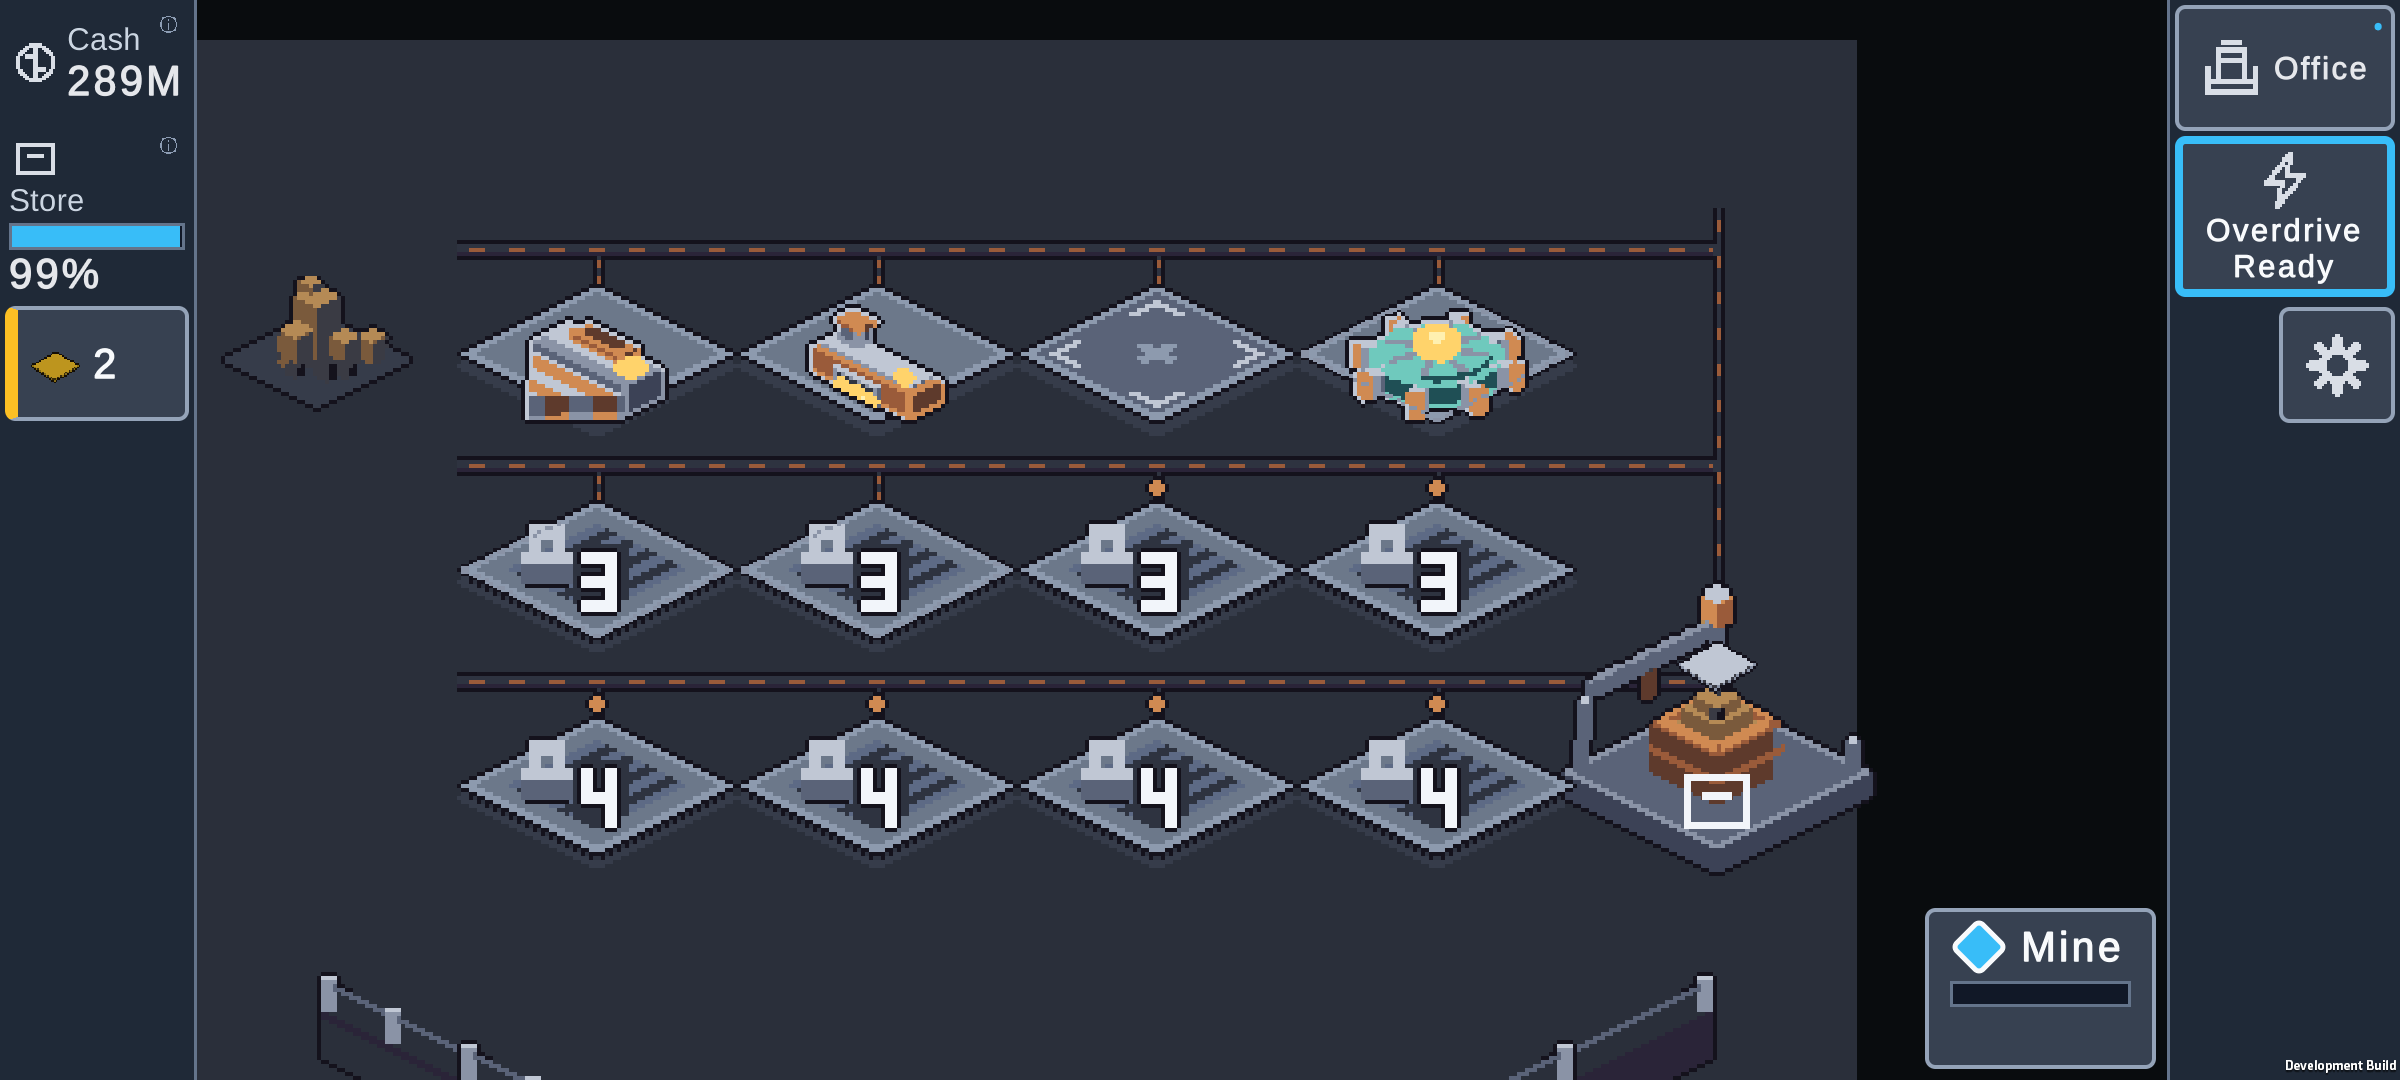 Cash
289M
Store
99%
2
Office
Overdrive
Ready
3 3 3 3
4 4 4 4
Mine
Development Build